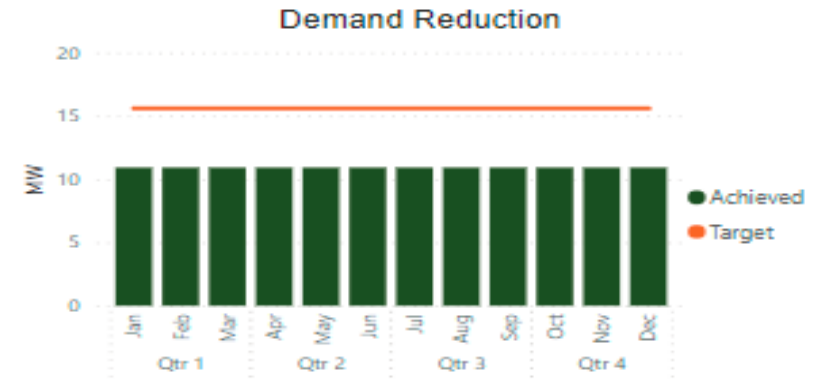 Demand Reduction
20
15
10
5
0
MW
Jan Feb Mar Apr May Jun Jul Aug Sep Oct Nov Dec
Qtr 1 Qtr 2 Qtr 3 Qtr 4
Achieved
Target